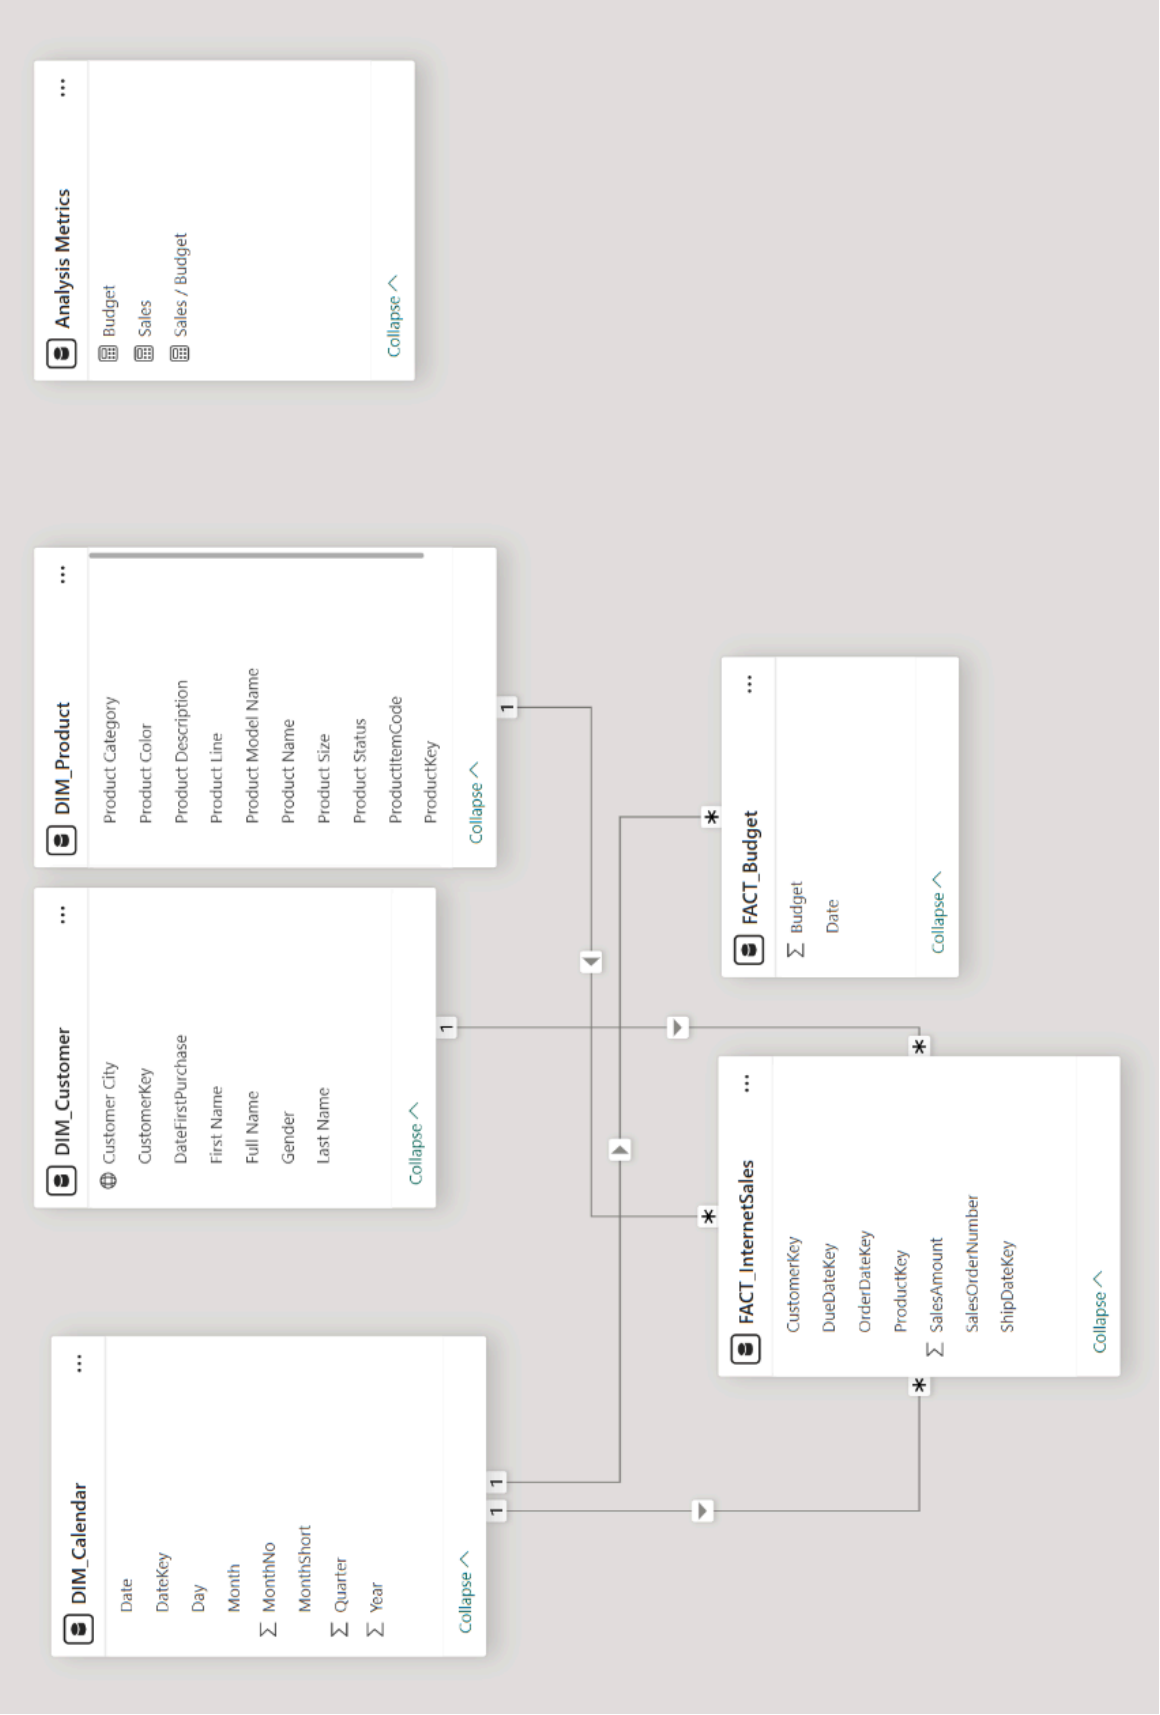 DIM_Calendar
Date
DateKey
Day
Month
MonthNo
MonthShort
Quarter
Year
Collapse
DIM_Customer
Customer City
CustomerKey
DateFirstPurchase
First Name
Full Name
Gender
Last Name
Collapse
DIM_Product
Product Category
Product Color
Product Description
Product Line
Product Model Name
Product Name
Product Size
Product Status
ProductItemCode
ProductKey
Collapse
Analysis Metrics
Budget
Sales
Sales / Budget
Collapse
1
1
1
1
*
*
*
*
FACT_InternetSales
CustomerKey
DueDateKey
OrderDateKey
ProductKey
∑ SalesAmount
SalesOrderNumber
ShipDateKey
Collapse
FACT_Budget
∑ Budget
Date
Collapse